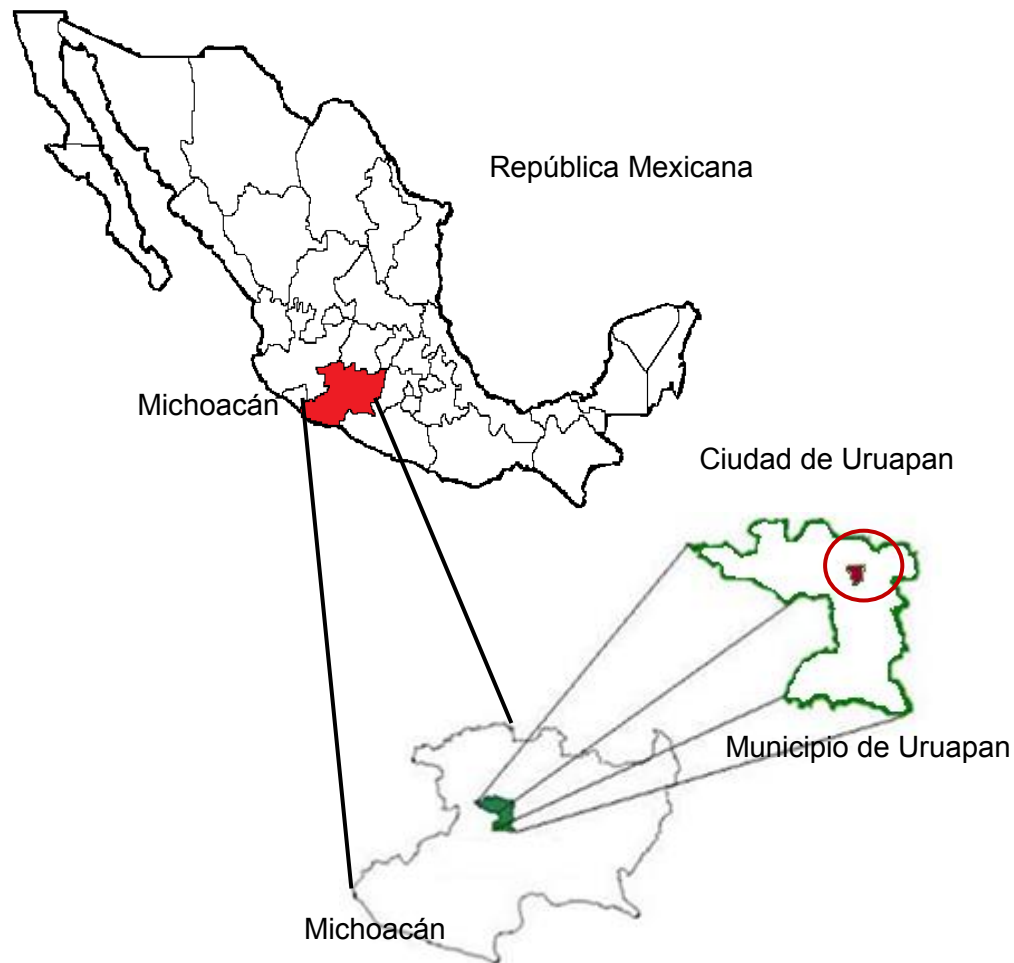 República Mexicana
Michoacán
Ciudad de Uruapan
Municipio de Uruapan
Michoacán